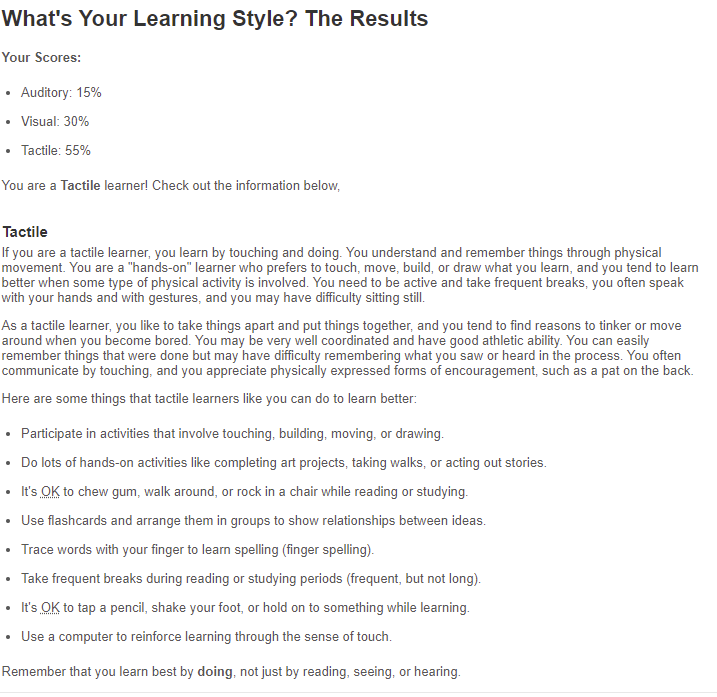 What's Your Learning Style? The Results
Your Scores:
• Auditory: 15%
• Visual: 30%
• Tactile: 55%
You are a Tactile learner! Check out the information below,
Tactile
If you are a tactile learner, you learn by touching and doing. You understand and remember things through physical
movement. You are a "hands-on" learner who prefers to touch, move, build, or draw what you learn, and you tend to learn
better when some type of physical activity is involved. You need to be active and take frequent breaks, you often speak
with your hands and with gestures, and you may have difficulty sitting still.
As a tactile learner, you like to take things apart and put things together, and you tend to find reasons to tinker or move
around when you become bored. You may be very well coordinated and have good athletic ability. You can easily
remember things that were done but may have difficulty remembering what you saw or heard in the process. You often
communicate by touching, and you appreciate physically expressed forms of encouragement, such as a pat on the back.
Here are some things that tactile learners like you can do to learn better:
• Participate in activities that involve touching, building, moving, or drawing.
• Do lots of hands-on activities like completing art projects, taking walks, or acting out stories.
• It's OK to chew gum, walk around, or rock in a chair while reading or studying.
• Use flashcards and arrange them in groups to show relationships between ideas.
• Trace words with your finger to learn spelling (finger spelling).
• Take frequent breaks during reading or studying periods (frequent, but not long).
• It's OK to tap a pencil, shake your foot, or hold on to something while learning.
• Use a computer to reinforce learning through the sense of touch.
Remember that you learn best by doing, not just by reading, seeing, or hearing.